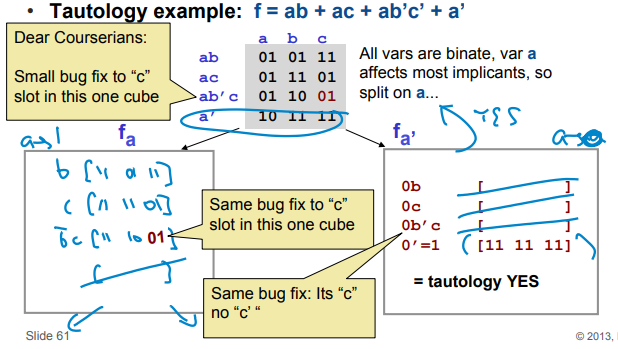 • Tautology example: f = ab + ac + ab'c' + a'
Dear Courserians:
Small bug fix to “c”
slot in this one cube
a b c
ab 01 01 11
ac 01 11 01
ab'c 01 10 01
a' 10 11 11
All vars are binate, var a
affects most implicants, so
split on a...
YES
a→1
fa
fa'
b [11 01 11]
c [11 11 01]
b̄c [11 10 01]
[ ]
Same bug fix to “c”
slot in this one cube
Same bug fix: Its “c”
no “c' “
0b [ ]
0c [ ]
0b'c [ ]
0'=1 [11 11 11]
= tautology YES
Slide 61
© 2013,